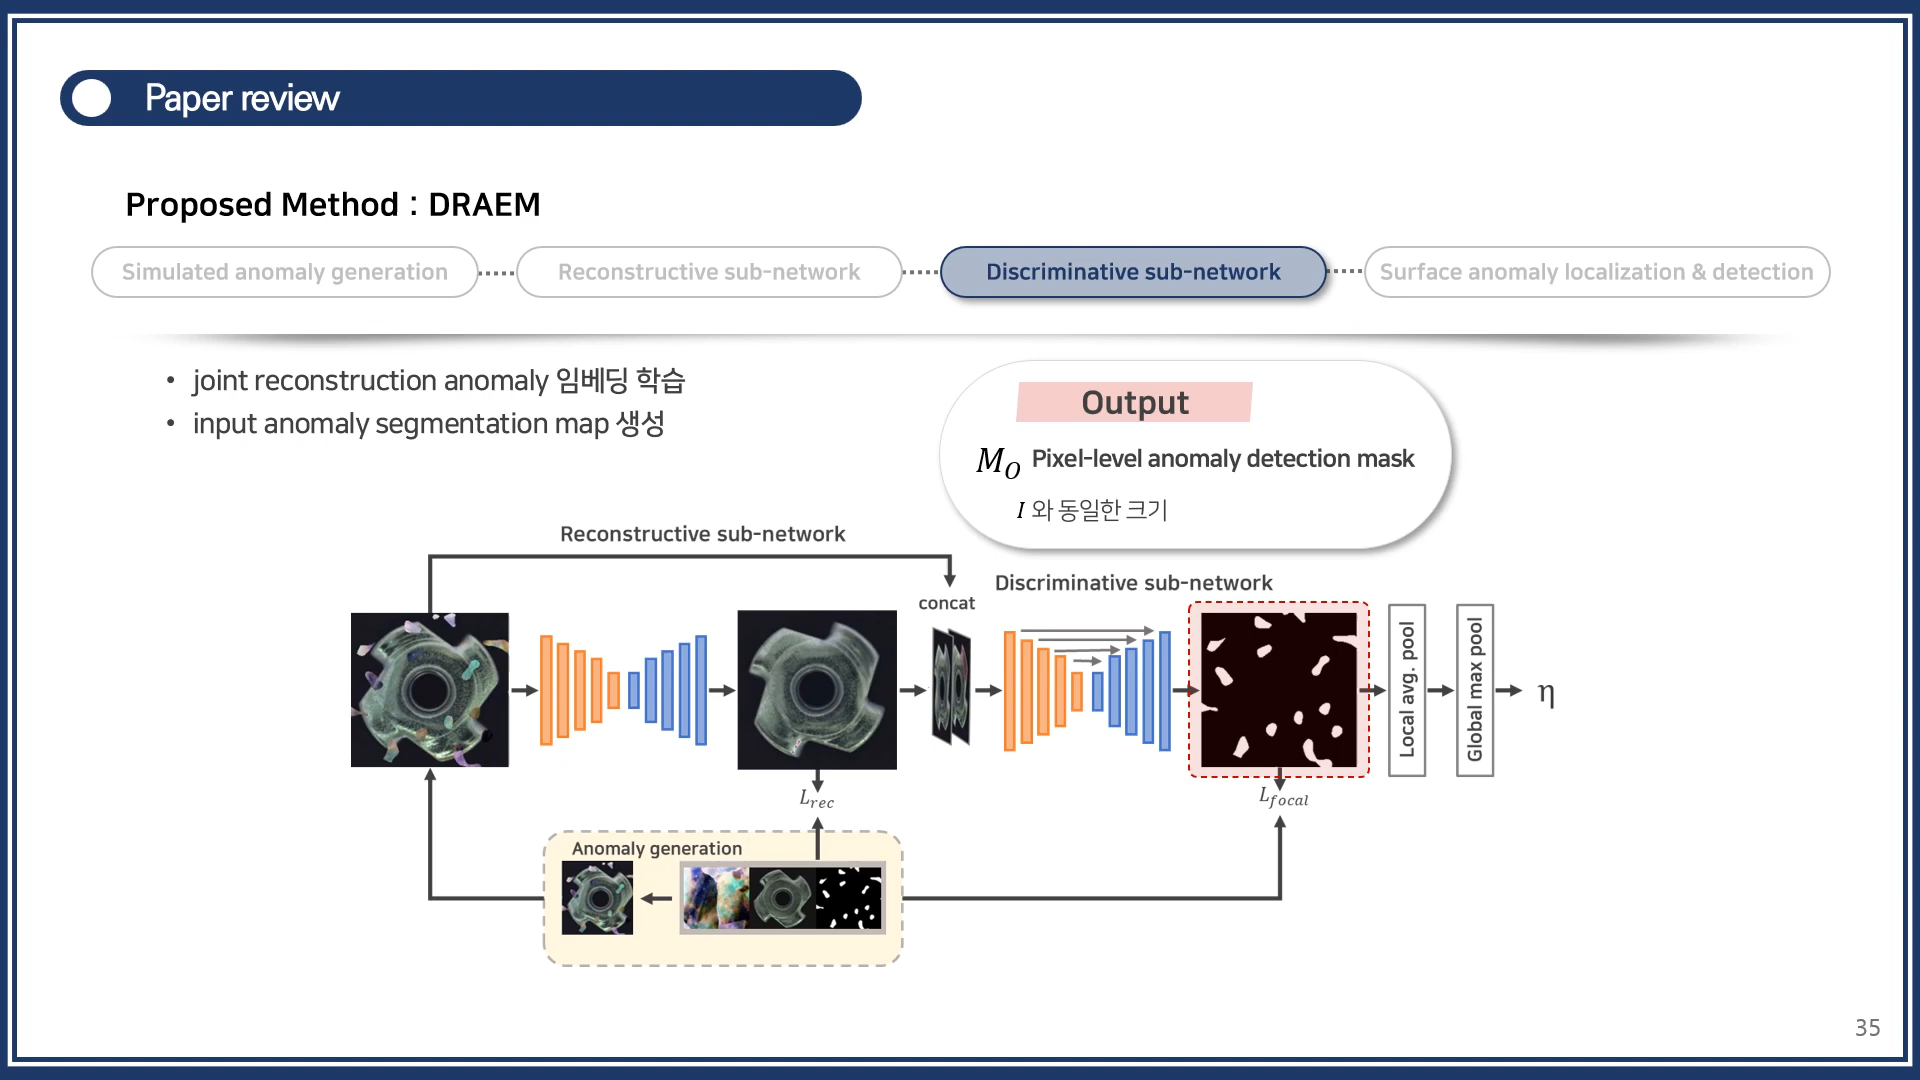 Paper review
Proposed Method : DRAEM
Simulated anomaly generation
Reconstructive sub-network
Discriminative sub-network
Surface anomaly localization & detection
• joint reconstruction anomaly 임베딩 학습
• input anomaly segmentation map 생성
Output
M_O Pixel-level anomaly detection mask
I 와 동일한 크기
Reconstructive sub-network
Discriminative sub-network
concat
Local avg. pool
Global max pool
η
L_rec
L_focal
Anomaly generation
35